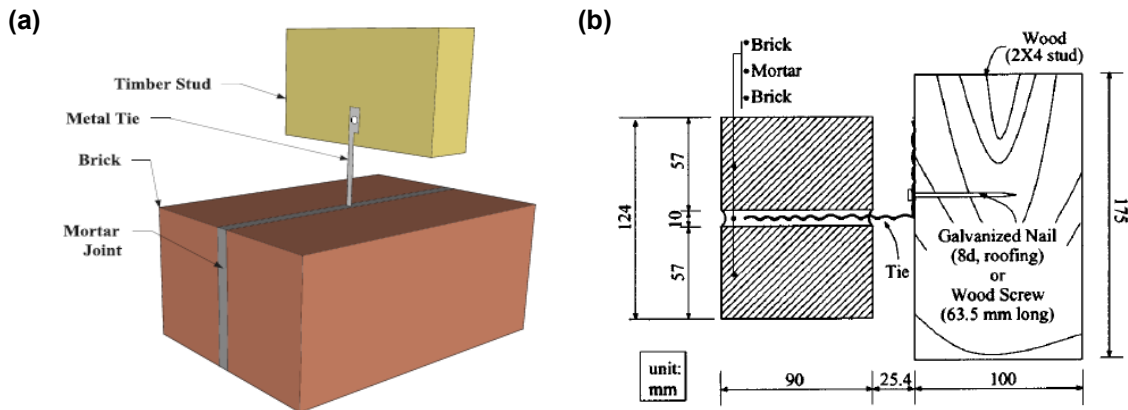 (a)
Timber Stud
Metal Tie
Brick
Mortar
Joint
(b)
•Brick
•Mortar
•Brick
Wood
(2X4 stud)
57
10
57
124
175
Tie
Galvanized Nail
(8d, roofing)
or
Wood Screw
(63.5 mm long)
unit:
mm
90
25.4
100